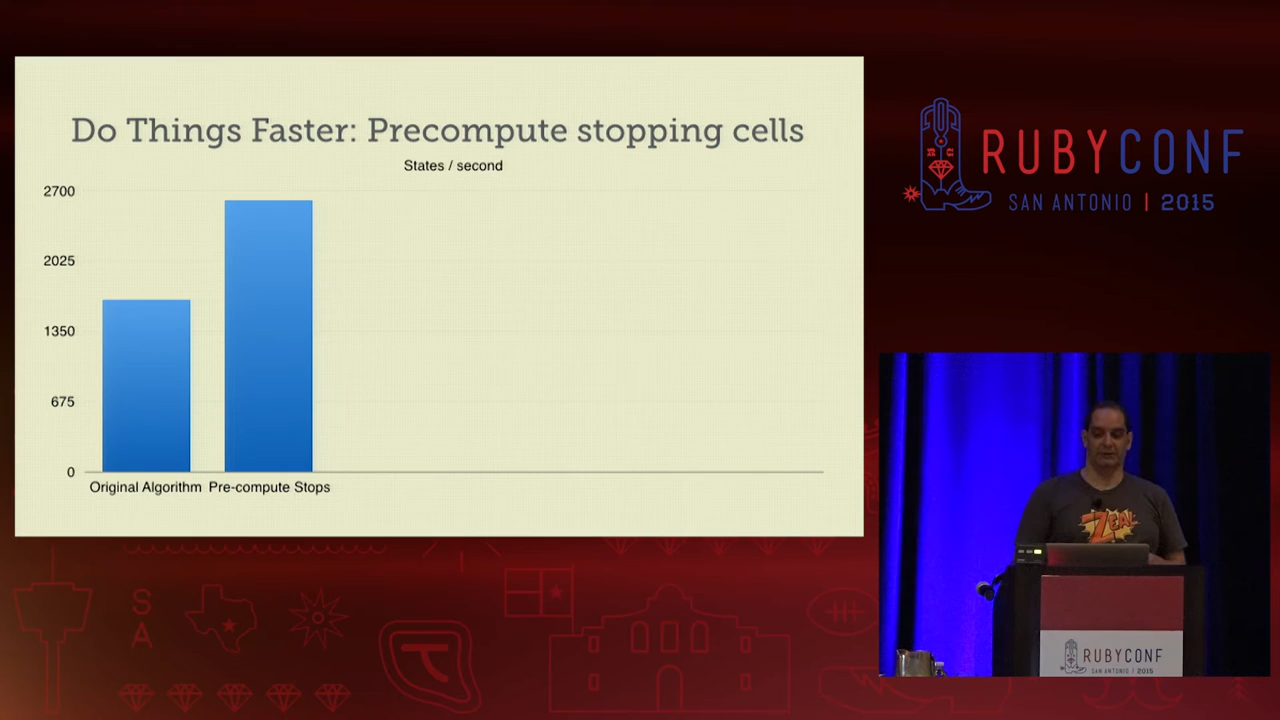 Do Things Faster: Precompute stopping cells
States / second
2700
2025
1350
675
0
Original Algorithm
Pre-compute Stops
RUBYCONF
SAN ANTONIO | 2015
ZEAL
RUBYCONF
SAN ANTONIO | 2015
S
A